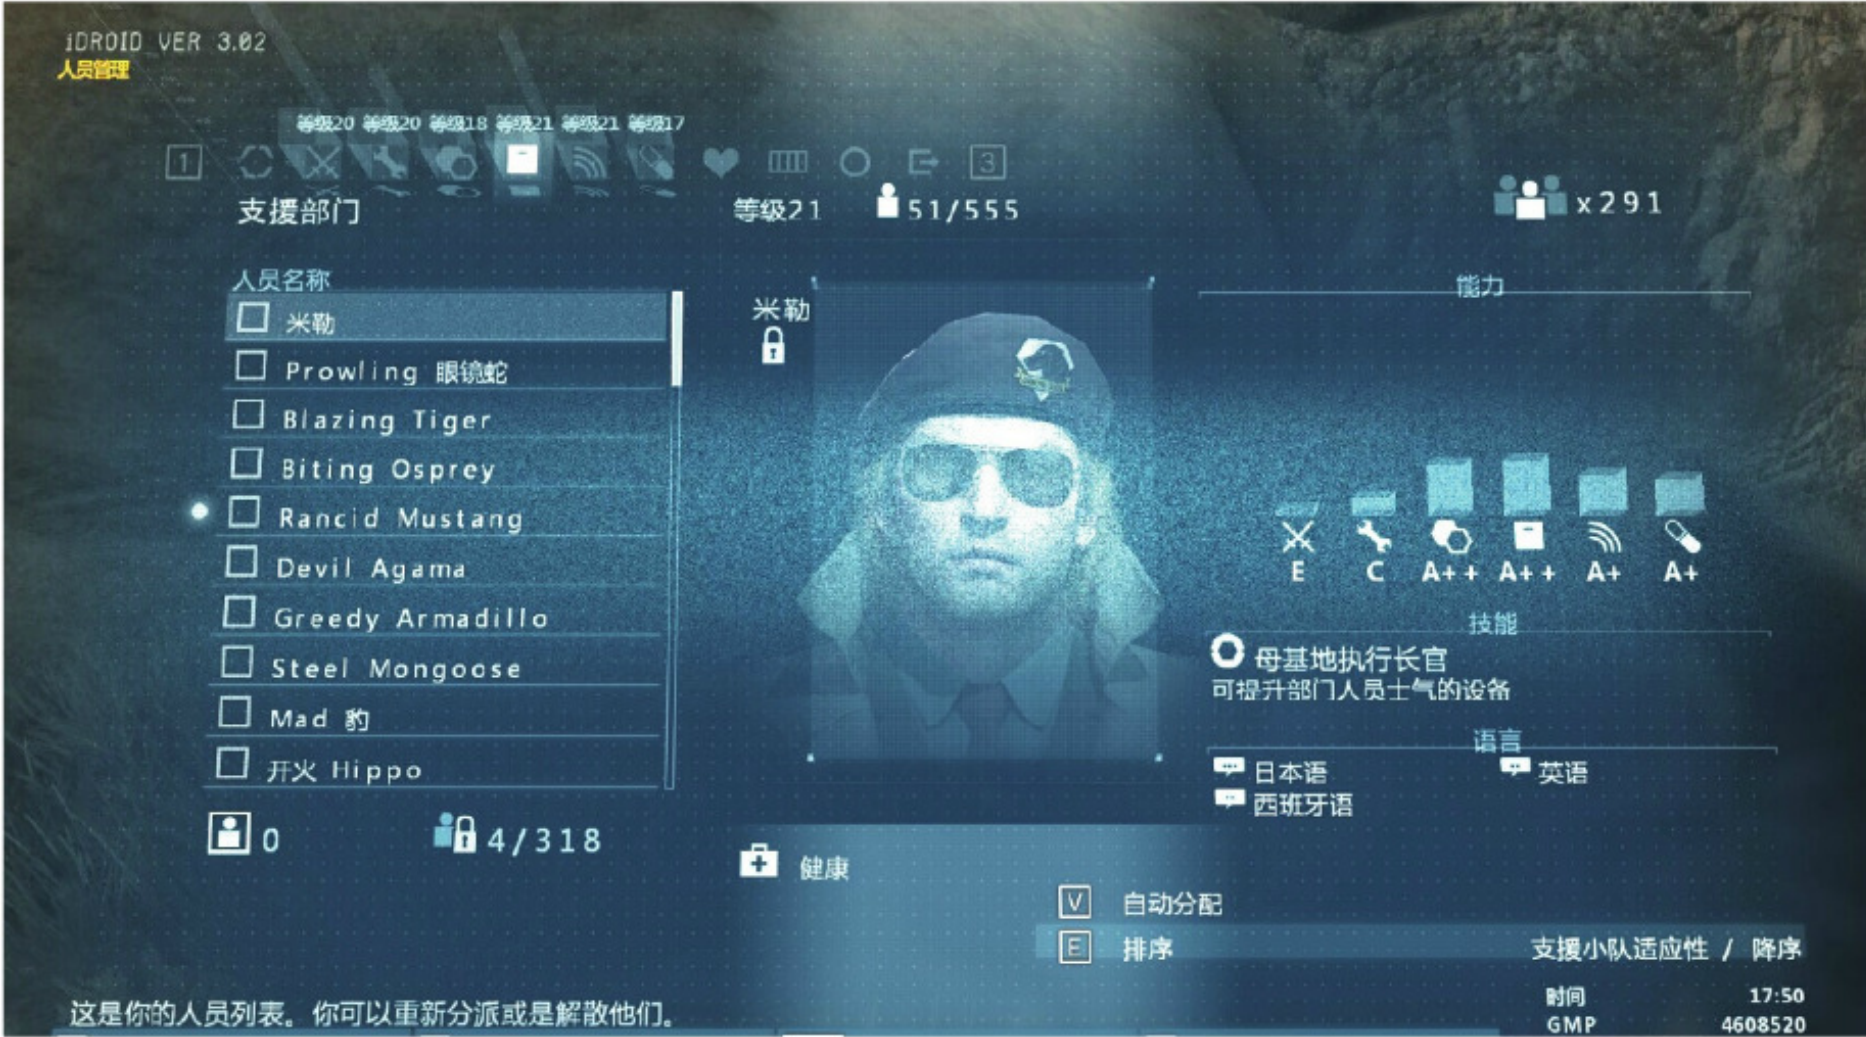 iDROID VER 3.02
人员管理
等级20 等级20 等级18 等级21 等级21 等级17
1 3
支援部门 等级21 51/555 x291
人员名称
米勒
Prowling 眼镜蛇
Blazing Tiger
Biting Osprey
Rancid Mustang
Devil Agama
Greedy Armadillo
Steel Mongoose
Mad 豹
开火 Hippo
0 4/318
米勒
能力
E C A++ A++ A+ A+
技能
母基地执行长官
可提升部门人员士气的设备
语言
日本语 英语
西班牙语
健康
V 自动分配
E 排序 支援小队适应性 / 降序
时间 17:50
GMP 4608520
这是你的人员列表。你可以重新分派或是解散他们。